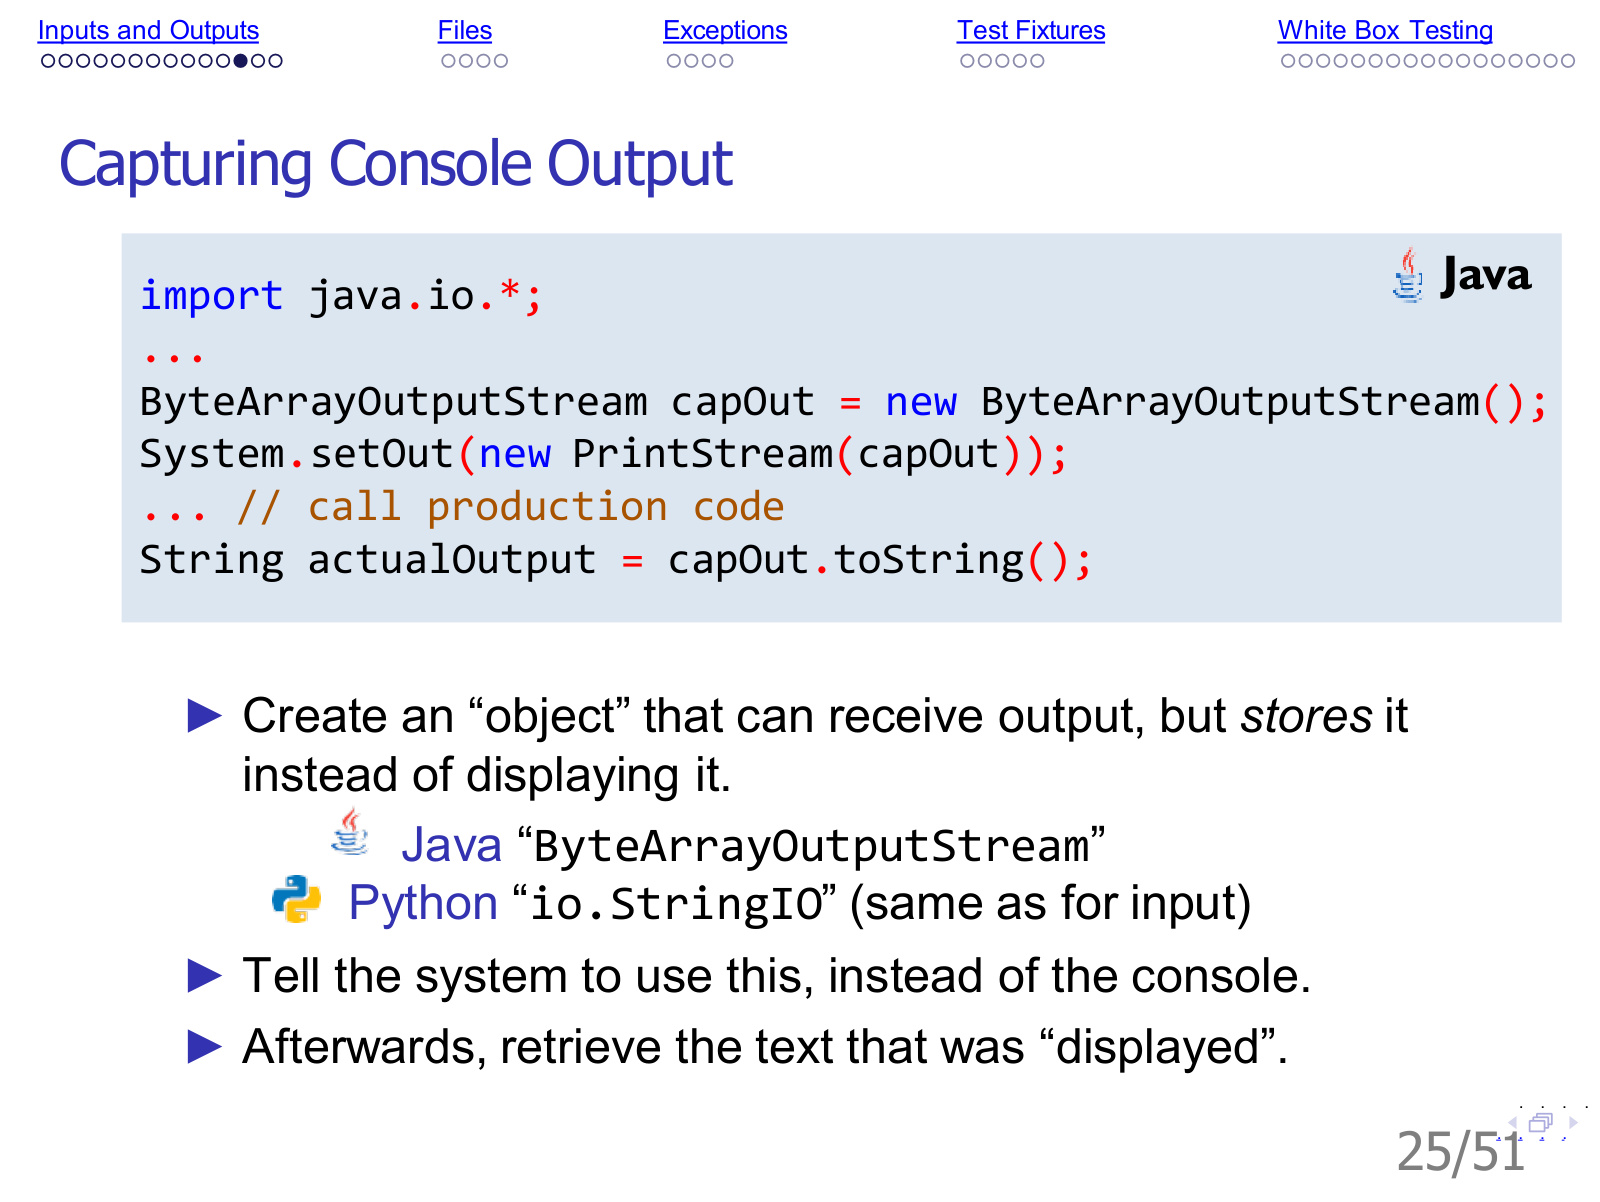 Inputs and Outputs Files Exceptions Test Fixtures White Box Testing
Capturing Console Output
Java
import java.io.*;
...
ByteArrayOutputStream capOut = new ByteArrayOutputStream();
System.setOut(new PrintStream(capOut));
... // call production code
String actualOutput = capOut.toString();
► Create an “object” that can receive output, but stores it
instead of displaying it.
Java “ByteArrayOutputStream”
Python “io.StringIO” (same as for input)
► Tell the system to use this, instead of the console.
► Afterwards, retrieve the text that was “displayed”.
25/51